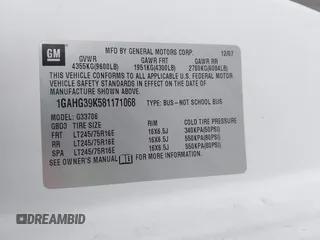 GM
MFD BY GENERAL MOTORS CORP. 12/07
GVWR GAWR FRT GAWR RR
4355KG(9600LB) 1951KG(4300LB) 2760KG(6084LB)
THIS VEHICLE CONFORMS TO ALL APPLICABLE FEDERAL
MOTOR VEHICLE SAFETY STANDARDS IN EFFECT ON THE DATE OF
MANUFACTURE SHOWN ABOVE.
1GAHG39K581171068 TYPE: BUS-NOT SCHOOL BUS
MODEL: G33706
GBD3 TIRE SIZE RIM COLD TIRE PRESSURE
FRT LT245/75R16E 16X6.5J 340KPA(50PSI)
RR LT245/75R16E 16X6.5J 550KPA(80PSI)
SPA LT245/75R16E 16X6.5J 550KPA(80PSI)
SEE OWNER'S MANUAL FOR ADDITIONAL INFORMATION
DREAMBID